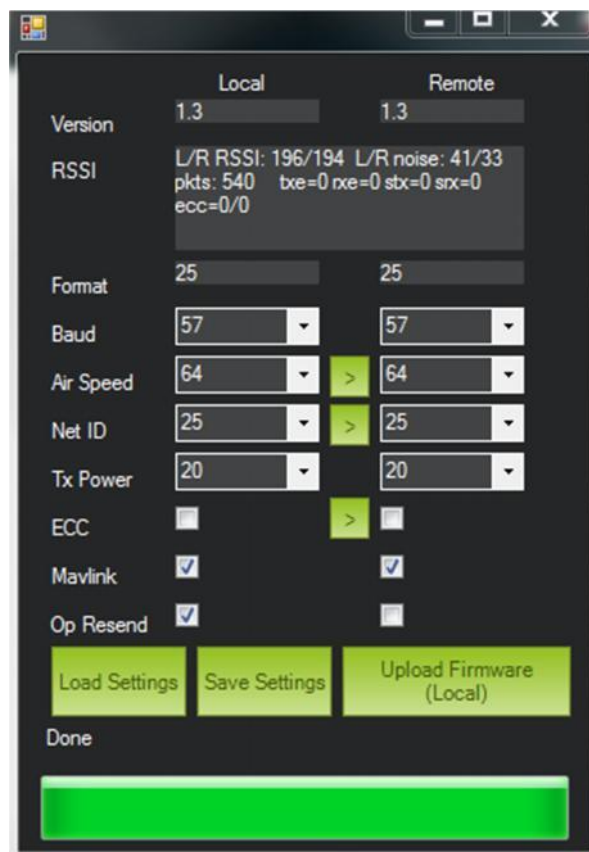 Local Remote
Version 1.3 1.3
RSSI L/R RSSI: 196/194 L/R noise: 41/33
pkts: 540 txe=0 rxe=0 stx=0 srx=0
ecc=0/0
Format 25 25
Baud 57 57
Air Speed 64 > 64
Net ID 25 > 25
Tx Power 20 20
ECC >
Mavlink
Op Resend
Load Settings Save Settings Upload Firmware
(Local)
Done